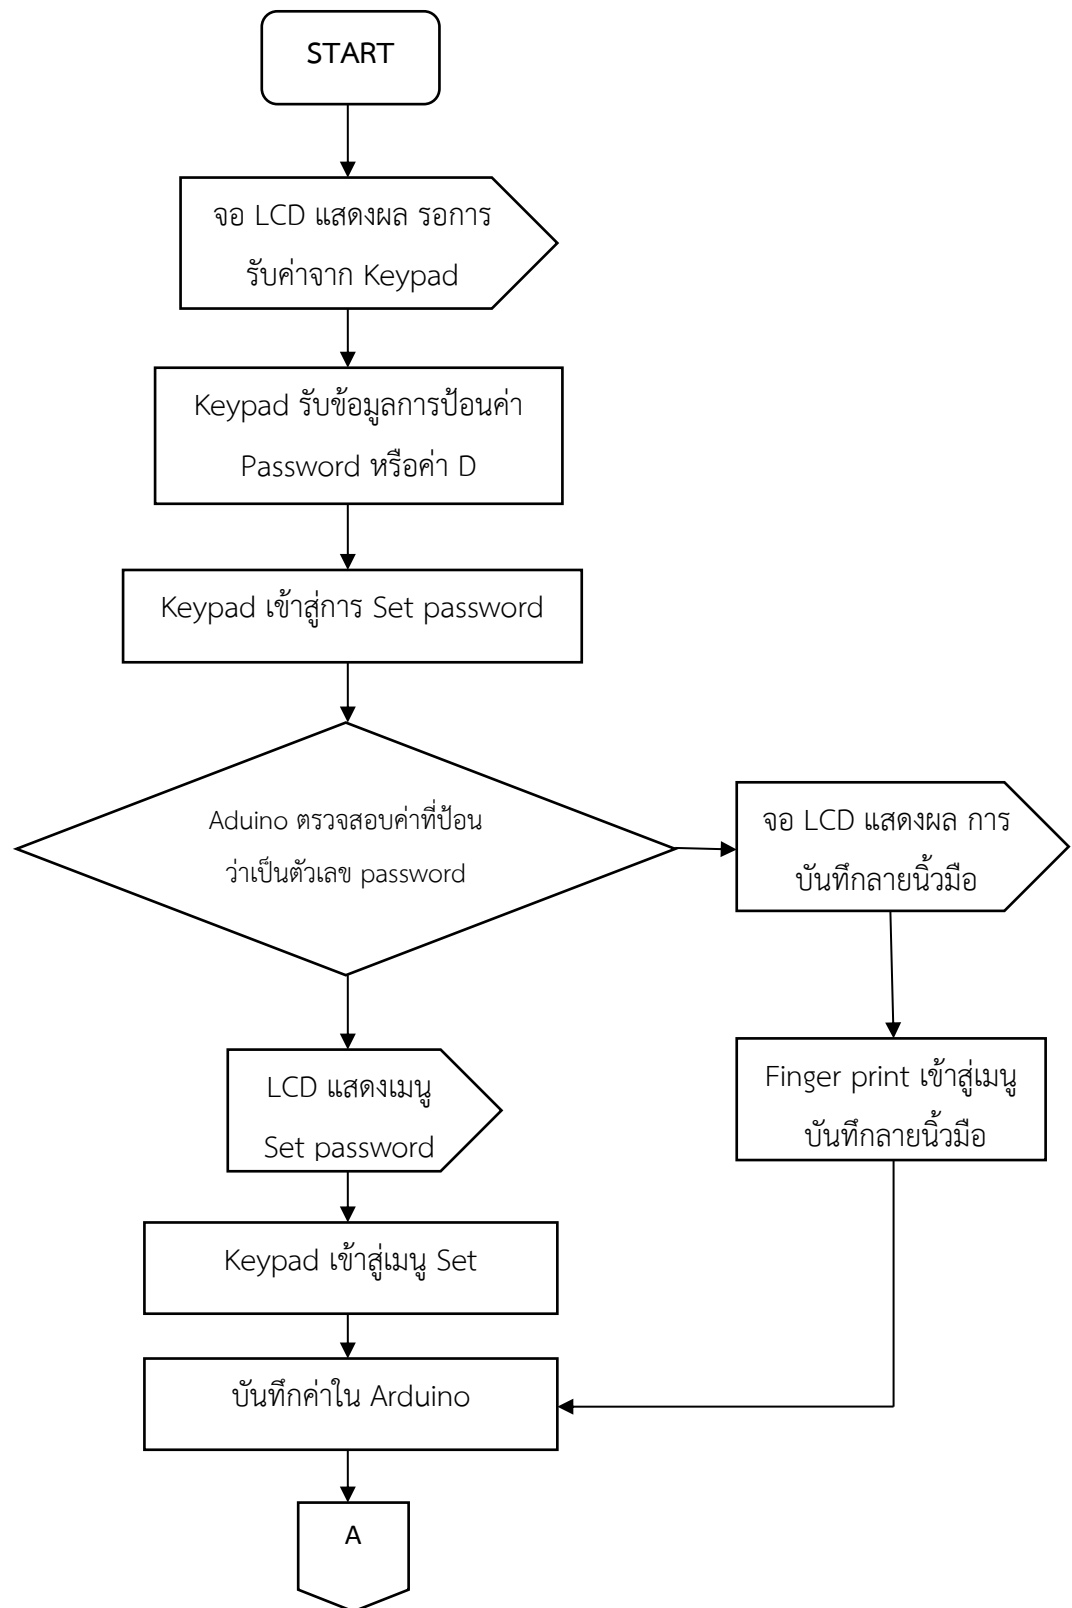 START
จอ LCD แสดงผล รอการ
รับค่าจาก Keypad
Keypad รับข้อมูลการป้อนค่า
Password หรือค่า D
Keypad เข้าสู่การ Set password
Aduino ตรวจสอบค่าที่ป้อน
ว่าเป็นตัวเลข password
จอ LCD แสดงผล การ
บันทึกลายนิ้วมือ
LCD แสดงเมนู
Set password
Finger print เข้าสู่เมนู
บันทึกลายนิ้วมือ
Keypad เข้าสู่เมนู Set
บันทึกค่าใน Arduino
A